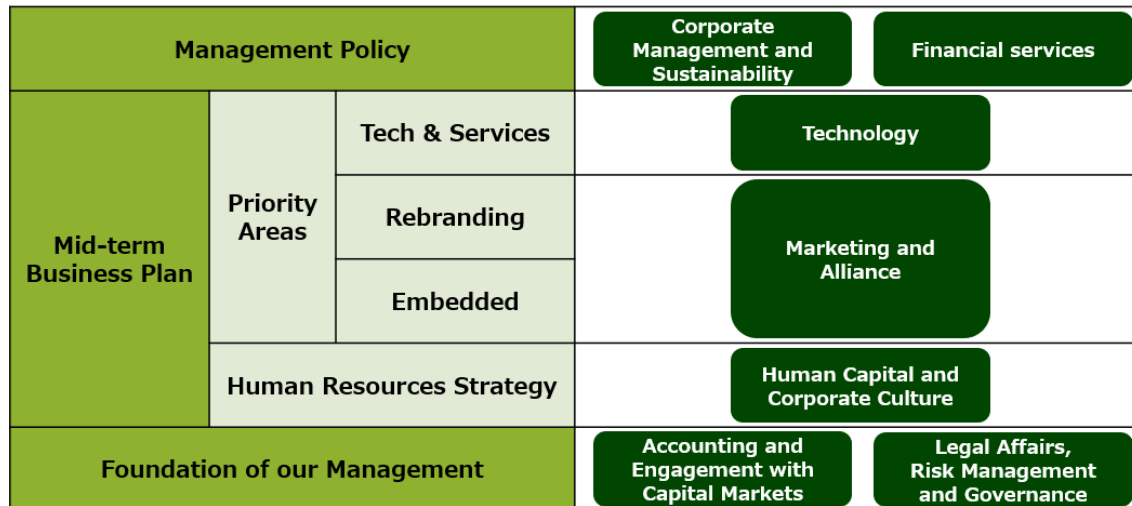 Management Policy
Corporate
Management and
Sustainability
Financial services
Mid-term
Business Plan
Priority
Areas
Tech & Services
Technology
Rebranding
Embedded
Marketing and
Alliance
Human Resources Strategy
Human Capital and
Corporate Culture
Foundation of our Management
Accounting and
Engagement with
Capital Markets
Legal Affairs,
Risk Management
and Governance